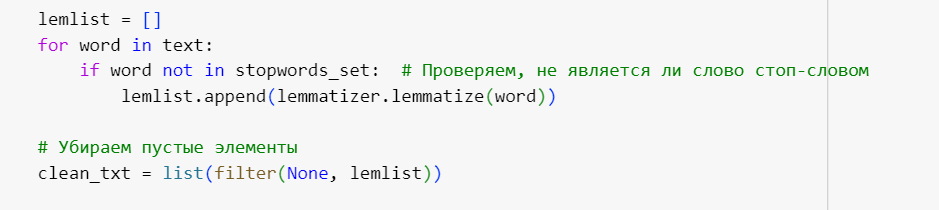 lemlist = []
for word in text:
    if word not in stopwords_set:  # Проверяем, не является ли слово стоп-словом
        lemlist.append(lemmatizer.lemmatize(word))

# Убираем пустые элементы
clean_txt = list(filter(None, lemlist))